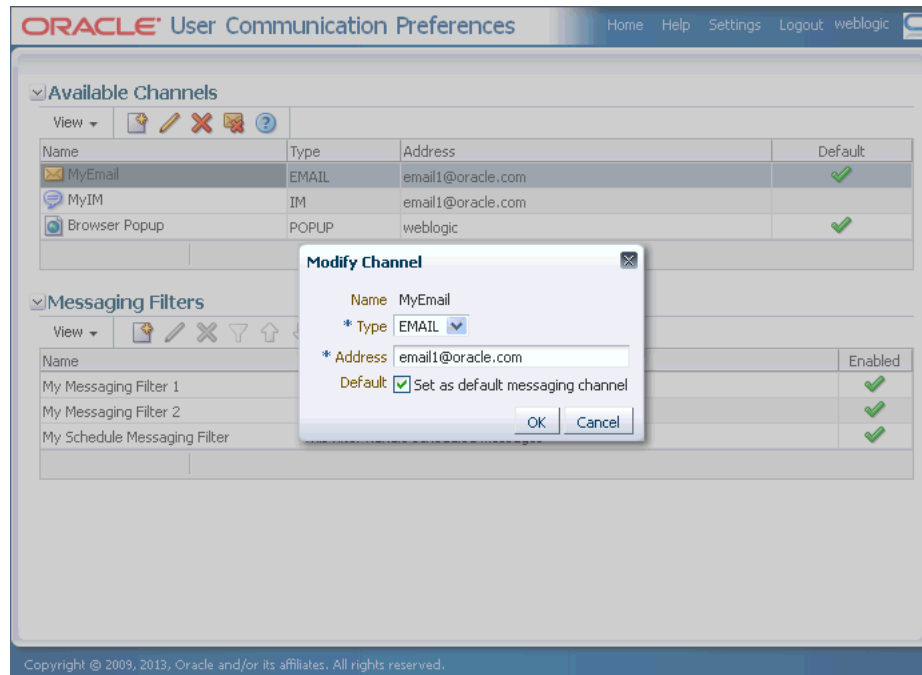 ORACLE User Communication Preferences Home Help Settings Logout weblogic
Available Channels
View
Name Type Address Default
MyEmail EMAIL email1@oracle.com
MyIM IM email1@oracle.com
Browser Popup POPUP weblogic
Modify Channel
Name MyEmail
* Type EMAIL
* Address email1@oracle.com
Default Set as default messaging channel
OK Cancel
Messaging Filters
View
Name Enabled
My Messaging Filter 1
My Messaging Filter 2
My Schedule Messaging Filter
Copyright © 2009, 2013, Oracle and/or its affiliates. All rights reserved.